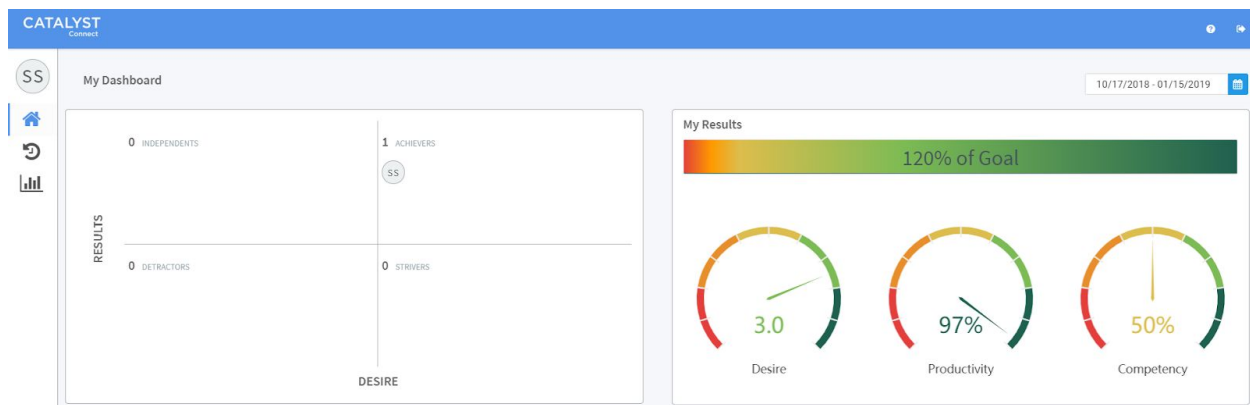 CATALYST
Connect
SS
My Dashboard
10/17/2018 - 01/15/2019
0 INDEPENDENTS
1 ACHIEVERS
SS
RESULTS
0 DETRACTORS
0 STRIVERS
DESIRE
My Results
120% of Goal
3.0
Desire
97%
Productivity
50%
Competency